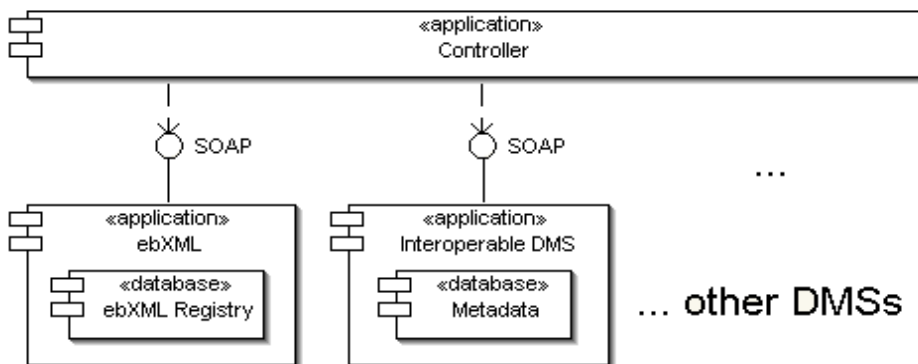 «application»
Controller
SOAP
SOAP
...
«application»
ebXML
«database»
ebXML Registry
«application»
Interoperable DMS
«database»
Metadata
... other DMSs